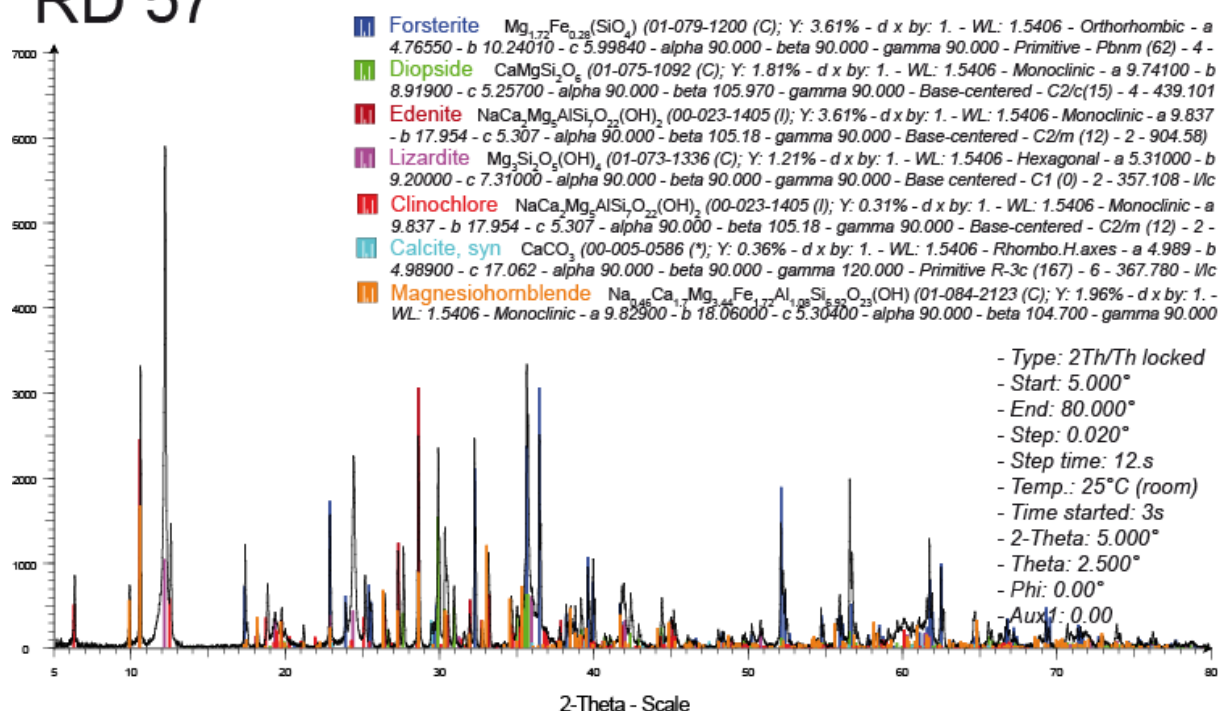 RD 57
Forsterite Mg1.72Fe0.28(SiO4) (01-079-1200 (C); Y: 3.61% - d x by: 1. - WL: 1.5406 - Orthorhombic - a
4.76550 - b 10.24010 - c 5.99840 - alpha 90.000 - beta 90.000 - gamma 90.000 - Primitive - Pbnm (62) - 4 -
Diopside CaMgSi2O6 (01-075-1092 (C); Y: 1.81% - d x by: 1. - WL: 1.5406 - Monoclinic - a 9.74100 - b
8.91900 - c 5.25700 - alpha 90.000 - beta 105.970 - gamma 90.000 - Base-centered - C2/c(15) - 4 - 439.101
Edenite NaCa2Mg5AlSi7O22(OH)2 (00-023-1405 (I); Y: 3.61% - d x by: 1. - WL: 1.5406 - Monoclinic - a 9.837
- b 17.954 - c 5.307 - alpha 90.000 - beta 105.18 - gamma 90.000 - Base-centered - C2/m (12) - 2 - 904.58)
Lizardite Mg3Si2O5(OH)4 (01-073-1336 (C); Y: 1.21% - d x by: 1. - WL: 1.5406 - Hexagonal - a 5.31000 - b
9.20000 - c 7.31000 - alpha 90.000 - beta 90.000 - gamma 90.000 - Base centered - C1 (0) - 2 - 357.108 - I/Ic
Clinochlore NaCa2Mg5AlSi7O22(OH)2 (00-023-1405 (I); Y: 0.31% - d x by: 1. - WL: 1.5406 - Monoclinic - a
9.837 - b 17.954 - c 5.307 - alpha 90.000 - beta 105.18 - gamma 90.000 - Base-centered - C2/m (12) - 2 -
Calcite, syn CaCO3 (00-005-0586 (*); Y: 0.36% - d x by: 1. - WL: 1.5406 - Rhombo.H.axes - a 4.989 - b
4.98900 - c 17.062 - alpha 90.000 - beta 90.000 - gamma 120.000 - Primitive R-3c (167) - 6 - 367.780 - I/Ic
Magnesiohornblende Na0.46Ca1.7Mg3.44Fe1.72Al1.08Si6.92O23(OH) (01-084-2123 (C); Y: 1.96% - d x by: 1. -
WL: 1.5406 - Monoclinic - a 9.82900 - b 18.06000 - c 5.30400 - alpha 90.000 - beta 104.700 - gamma 90.000
- Type: 2Th/Th locked
- Start: 5.000°
- End: 80.000°
- Step: 0.020°
- Step time: 12.s
- Temp.: 25°C (room)
- Time started: 3s
- 2-Theta: 5.000°
- Theta: 2.500°
- Phi: 0.00°
- Aux1: 0.00
7000
6000
5000
4000
3000
2000
1000
0
5 10 20 30 40 50 60 70 80
2-Theta - Scale